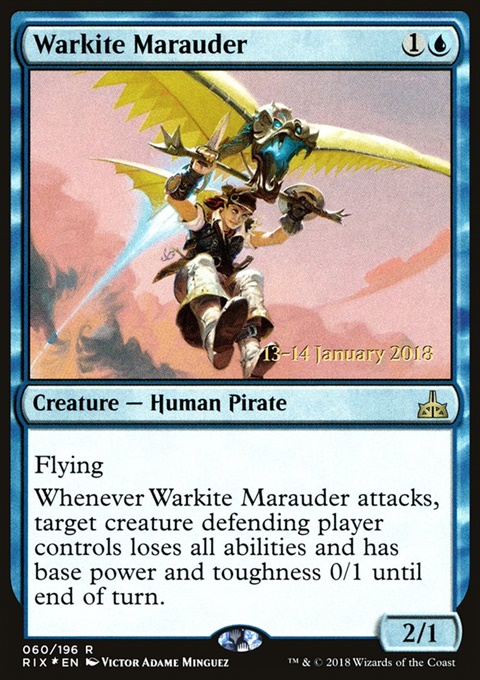 Warkite Marauder 1
13-14 January 2018
Creature — Human Pirate
Flying
Whenever Warkite Marauder attacks,
target creature defending player
controls loses all abilities and has
base power and toughness 0/1 until
end of turn.
2/1
060/196 R
RIX★EN Victor Adame Minguez
™ & © 2018 Wizards of the Coast